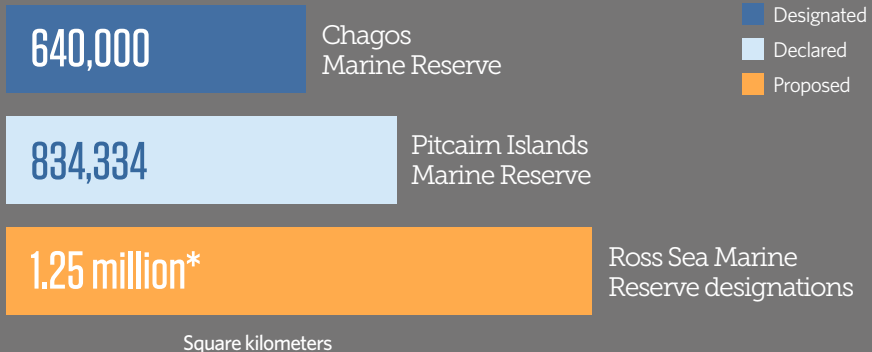 640,000
Chagos
Marine Reserve
Designated
Declared
Proposed
834,334
Pitcairn Islands
Marine Reserve
1.25 million*
Ross Sea Marine
Reserve designations
Square kilometers